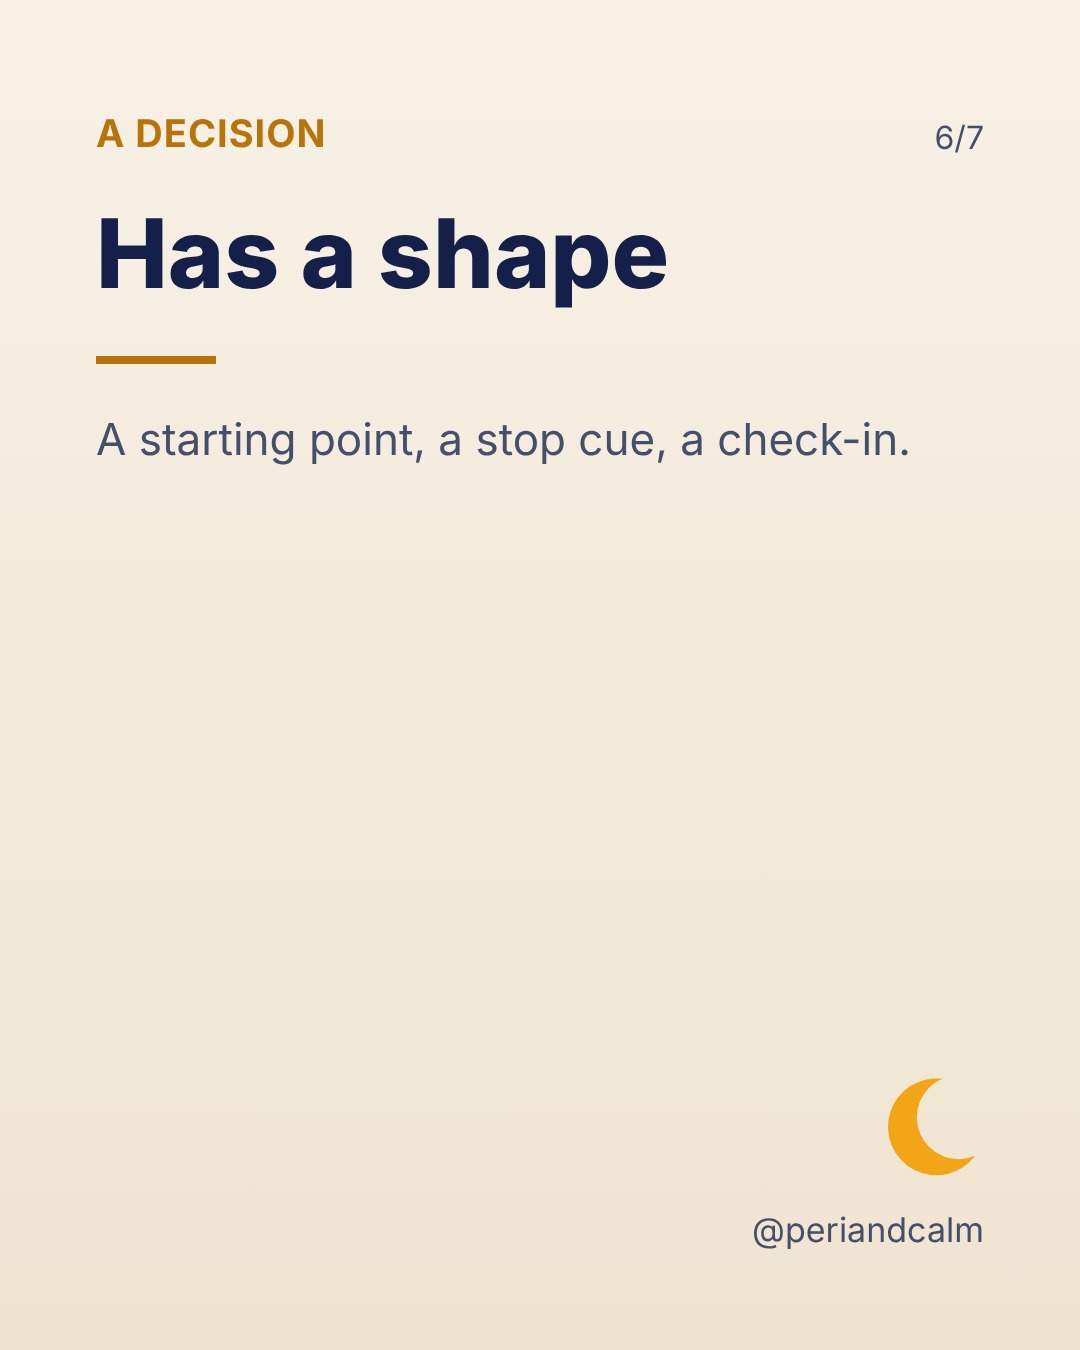 A DECISION
6/7
Has a shape
A starting point, a stop cue, a check-in.
@periandcalm